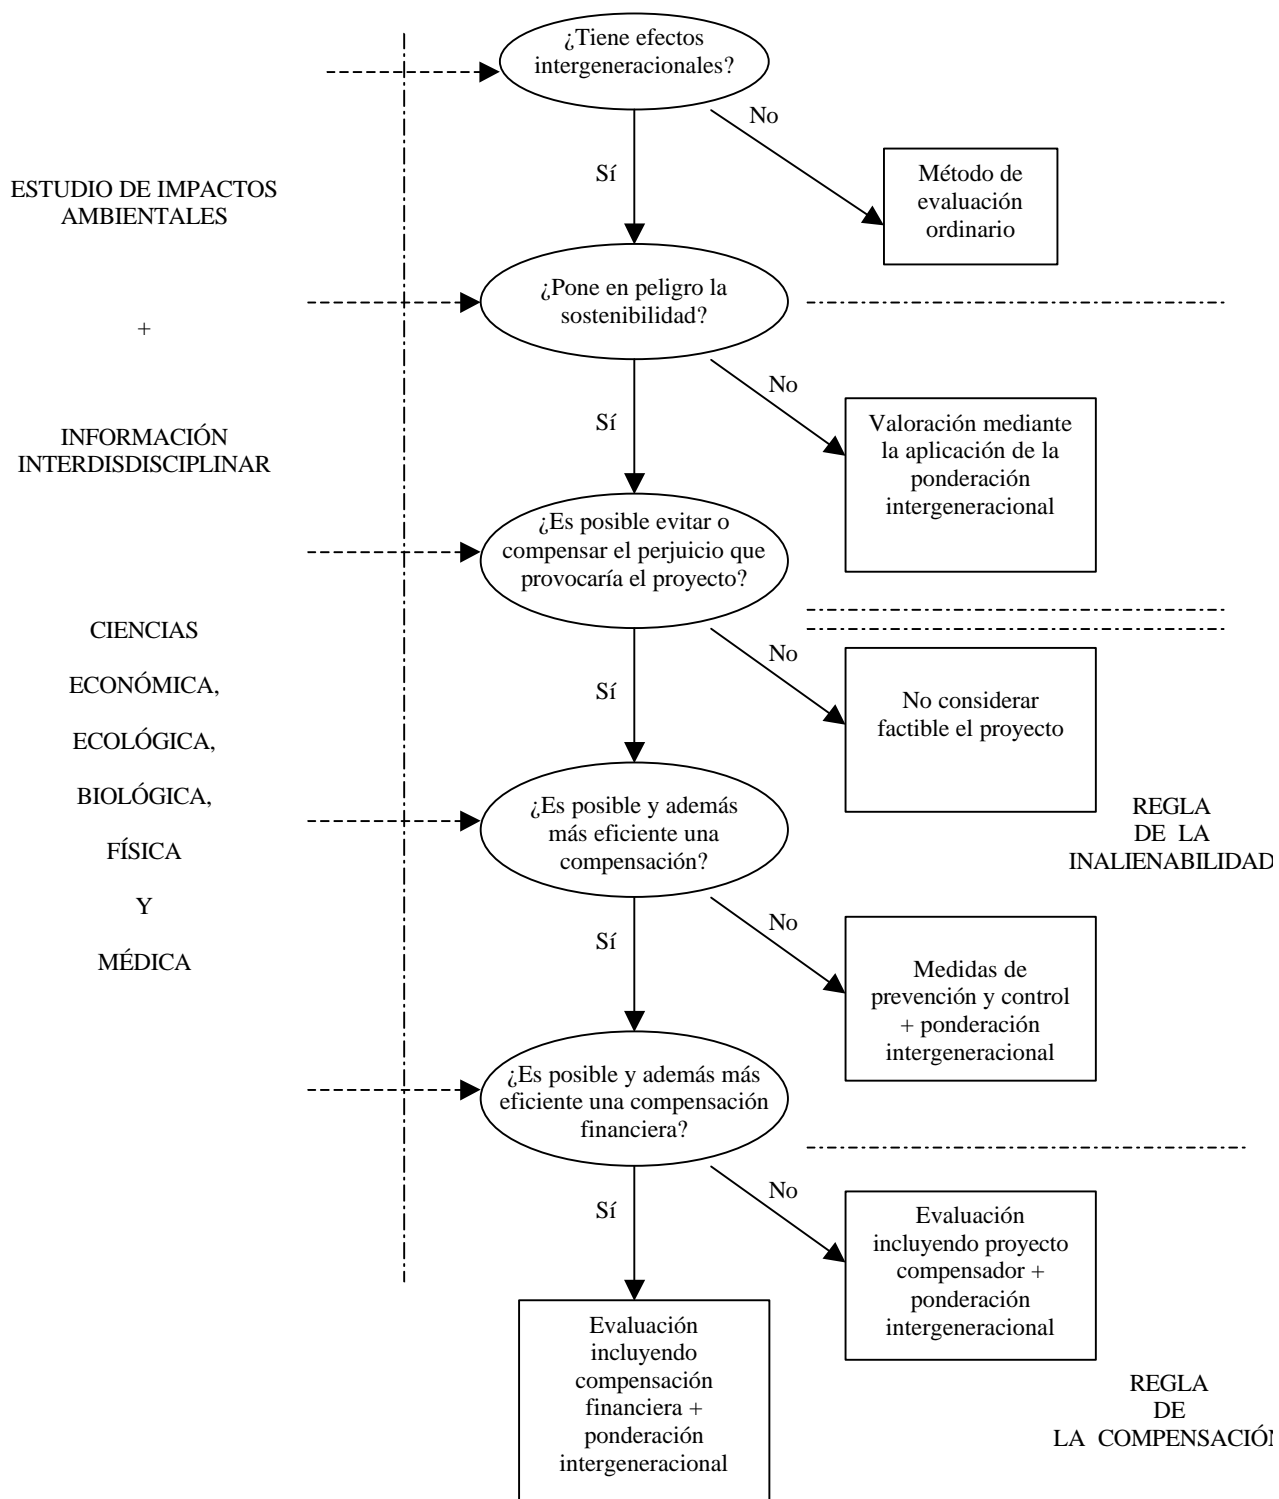 ¿Tiene efectos
intergeneracionales?
No
Sí
Método de
evaluación
ordinario
ESTUDIO DE IMPACTOS
AMBIENTALES
+
INFORMACIÓN
INTERDISDISCIPLINAR
CIENCIAS
ECONÓMICA,
ECOLÓGICA,
BIOLÓGICA,
FÍSICA
Y
MÉDICA
¿Pone en peligro la
sostenibilidad?
No
Sí
Valoración mediante
la aplicación de la
ponderación
intergeneracional
¿Es posible evitar o
compensar el perjuicio que
provocaría el proyecto?
No
Sí
No considerar
factible el proyecto
REGLA
DE LA
INALIENABILIDAD
¿Es posible y además
más eficiente una
compensación?
No
Sí
Medidas de
prevención y control
+ ponderación
intergeneracional
¿Es posible y además más
eficiente una compensación
financiera?
No
Sí
Evaluación
incluyendo proyecto
compensador +
ponderación
intergeneracional
Evaluación
incluyendo
compensación
financiera +
ponderación
intergeneracional
REGLA
DE
LA COMPENSACIÓN